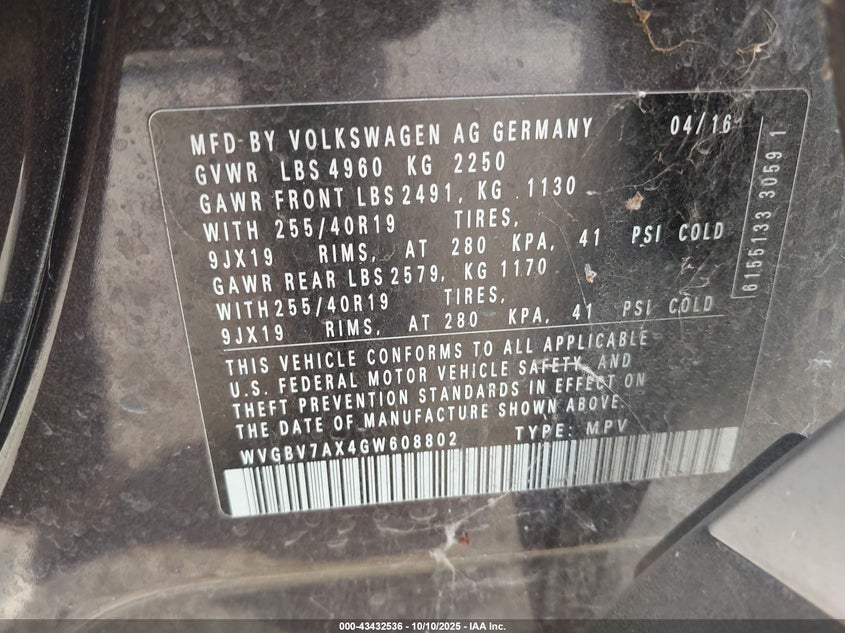 MFD-BY VOLKSWAGEN AG GERMANY 04/16
GVWR LBS 4960 KG 2250
GAWR FRONT LBS 2491, KG 1130
WITH 255/40R19 TIRES,
9JX19 RIMS, AT 280 KPA, 41 PSI COLD
GAWR REAR LBS 2579, KG 1170
WITH 255/40R19 TIRES,
9JX19 RIMS, AT 280 KPA, 41 PSI COLD
THIS VEHICLE CONFORMS TO ALL APPLICABLE
U.S. FEDERAL MOTOR VEHICLE SAFETY, AND
THEFT PREVENTION STANDARDS IN EFFECT ON
THE DATE OF MANUFACTURE SHOWN ABOVE.
WVGBV7AX4GW608802 TYPE: MPV
6155133 30591
000-43432536 - 10/10/2025 - IAA Inc.